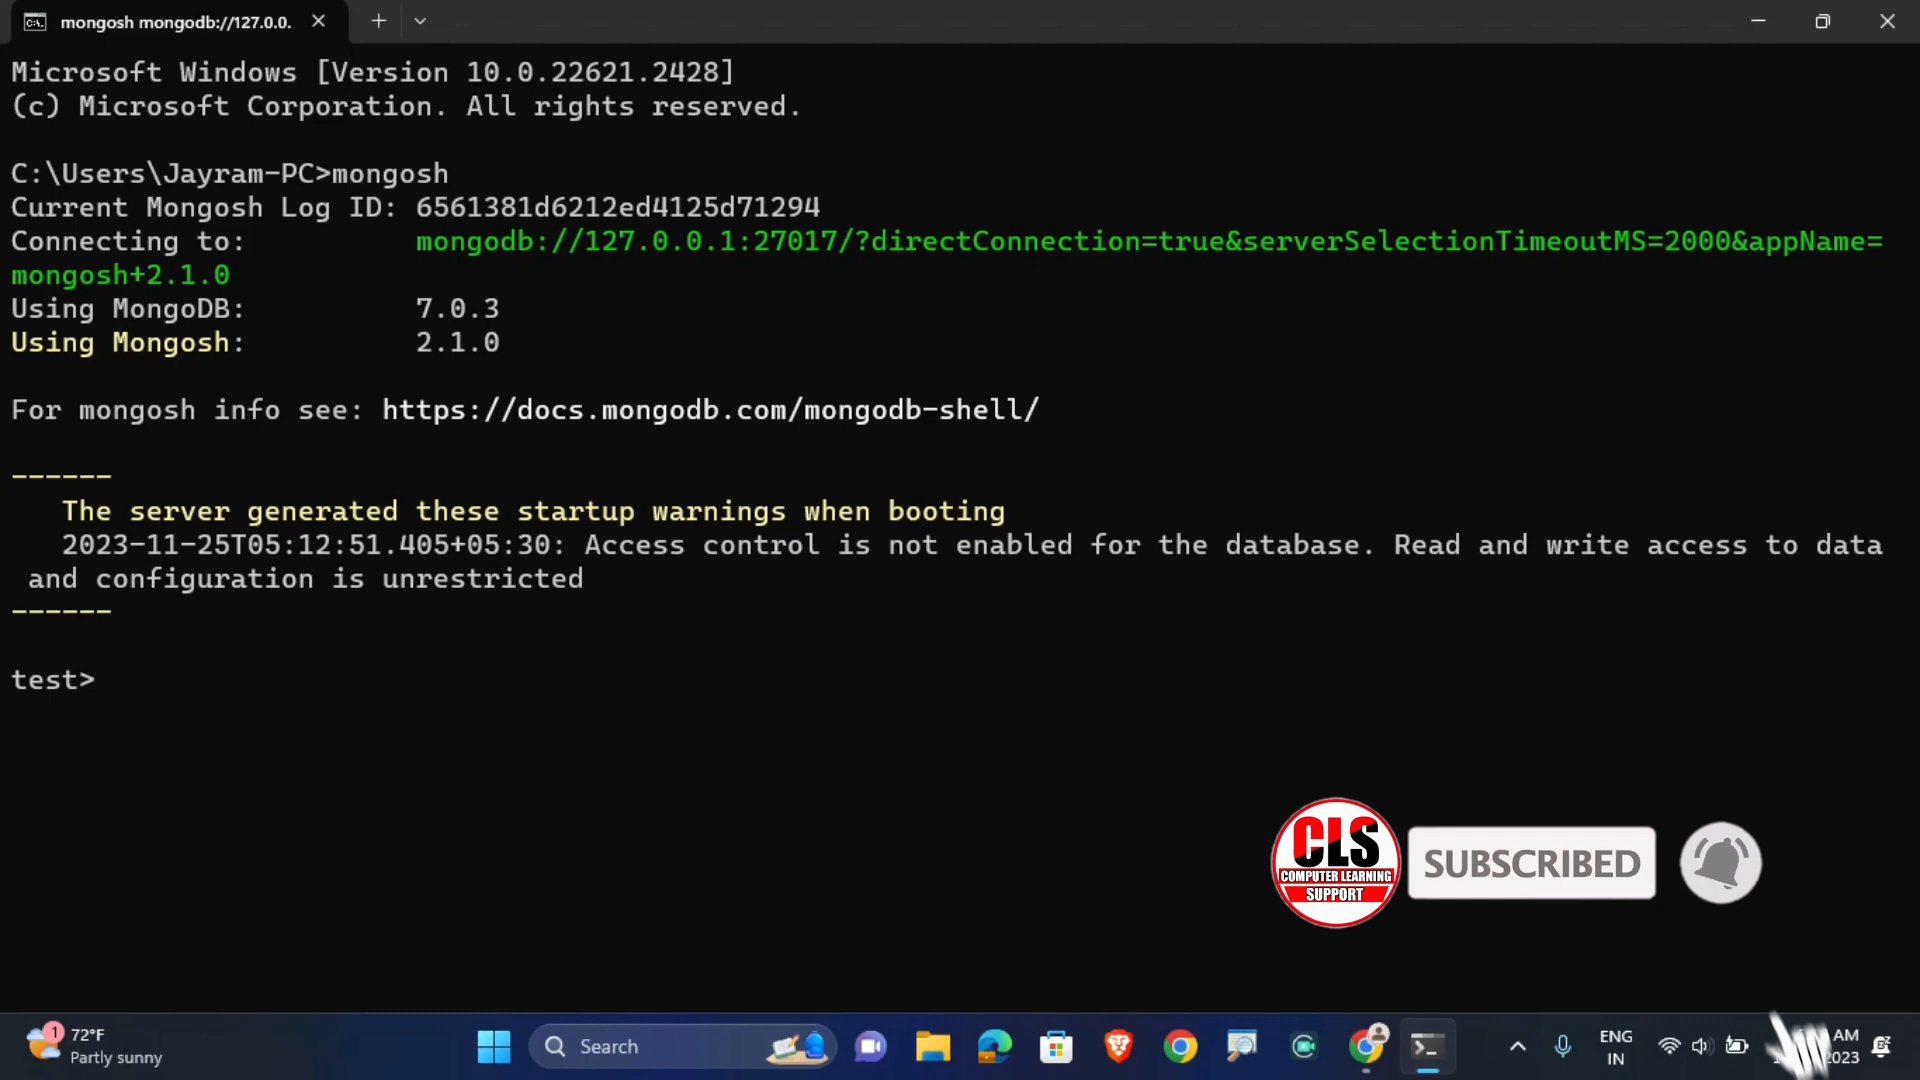 mongosh mongodb://127.0.0.
Microsoft Windows [Version 10.0.22621.2428]
(c) Microsoft Corporation. All rights reserved.
C:\Users\Jayram-PC>mongosh
Current Mongosh Log ID: 6561381d6212ed4125d71294
Connecting to: mongodb://127.0.0.1:27017/?directConnection=true&serverSelectionTimeoutMS=2000&appName=
mongosh+2.1.0
Using MongoDB: 7.0.3
Using Mongosh: 2.1.0
For mongosh info see: https://docs.mongodb.com/mongodb-shell/
------
The server generated these startup warnings when booting
2023-11-25T05:12:51.405+05:30: Access control is not enabled for the database. Read and write access to data
and configuration is unrestricted
------
test>
CLS
COMPUTER LEARNING
SUPPORT
SUBSCRIBED
1
72°F
Partly sunny
Search
ENG
IN
AM
2023